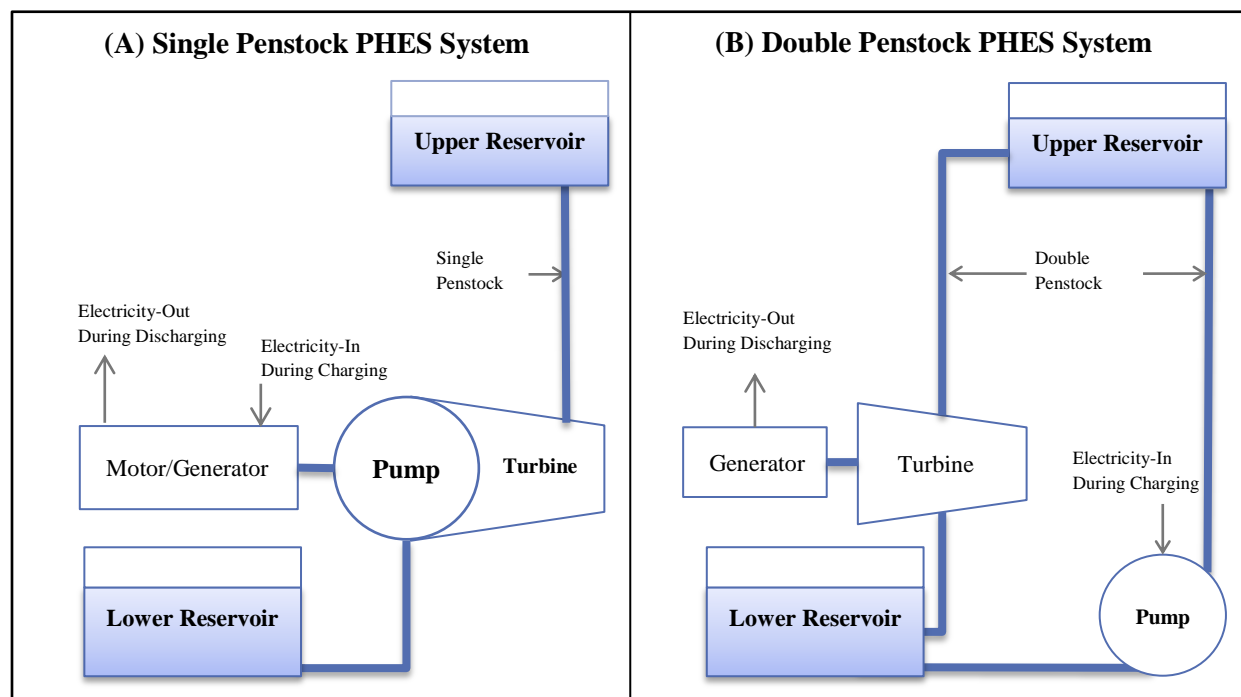 (A) Single Penstock PHES System
Upper Reservoir
Single
Penstock
Electricity-Out
During Discharging
Electricity-In
During Charging
Motor/Generator
Pump
Turbine
Lower Reservoir
(B) Double Penstock PHES System
Upper Reservoir
Double
Penstock
Electricity-Out
During Discharging
Generator
Turbine
Electricity-In
During Charging
Lower Reservoir
Pump